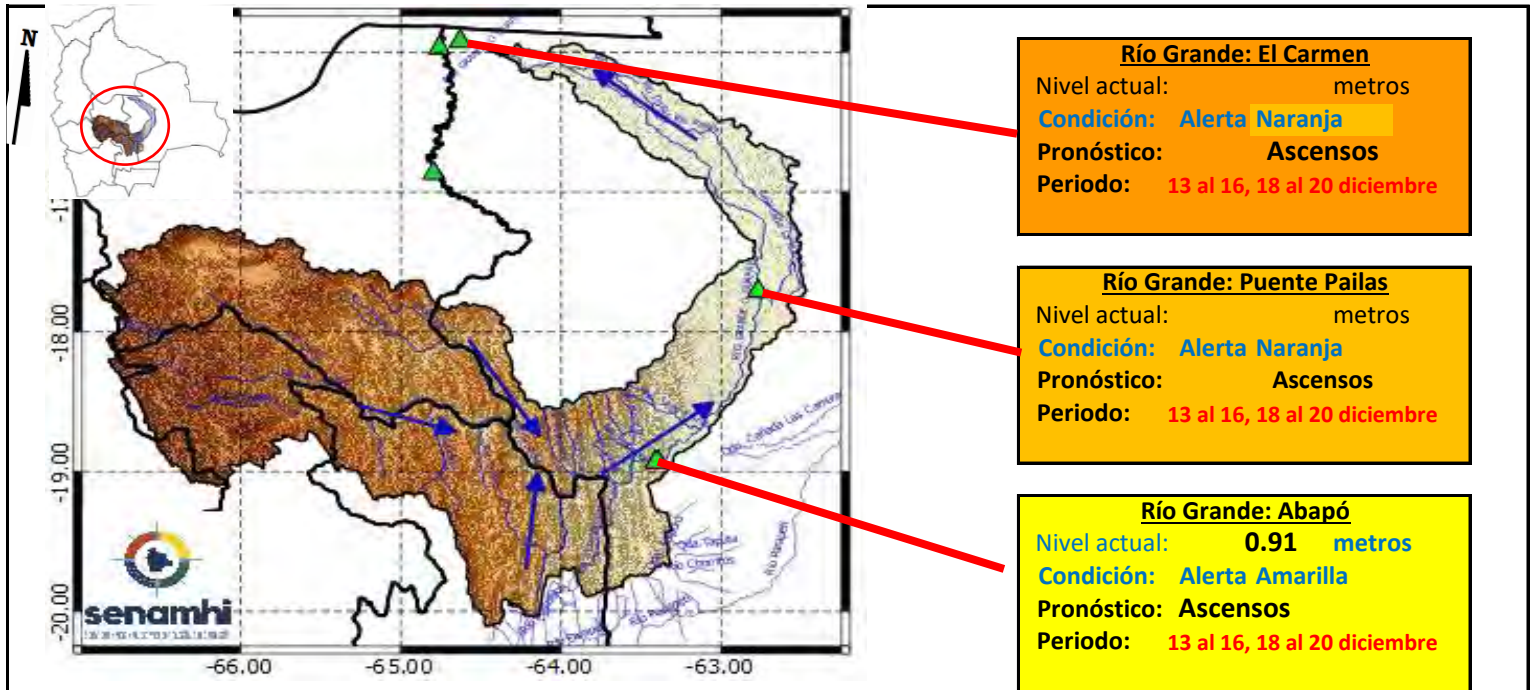 N
Río Grande: El Carmen
Nivel actual: metros
Condición: Alerta Naranja
Pronóstico: Ascensos
Periodo: 13 al 16, 18 al 20 diciembre
Río Grande: Puente Pailas
Nivel actual: metros
Condición: Alerta Naranja
Pronóstico: Ascensos
Periodo: 13 al 16, 18 al 20 diciembre
Río Grande: Abapó
Nivel actual: 0.91 metros
Condición: Alerta Amarilla
Pronóstico: Ascensos
Periodo: 13 al 16, 18 al 20 diciembre
-18.00
-19.00
-20.00
-66.00 -65.00 -64.00 -63.00
senamhi